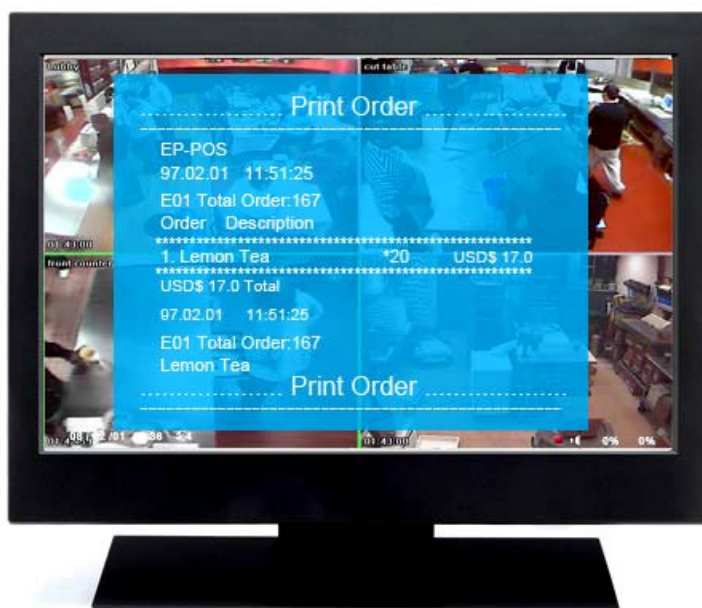 Lobby
cut table
Print Order
EP-POS
97.02.01 11:51:25
E01 Total Order:167
Order Description
*****************************************************
1. Lemon Tea *20 USD$ 17.0
*****************************************************
USD$ 17.0 Total
97.02.01 11:51:25
E01 Total Order:167
Lemon Tea
Print Order
01:43:00
front counter
01:43:00
0% 0%